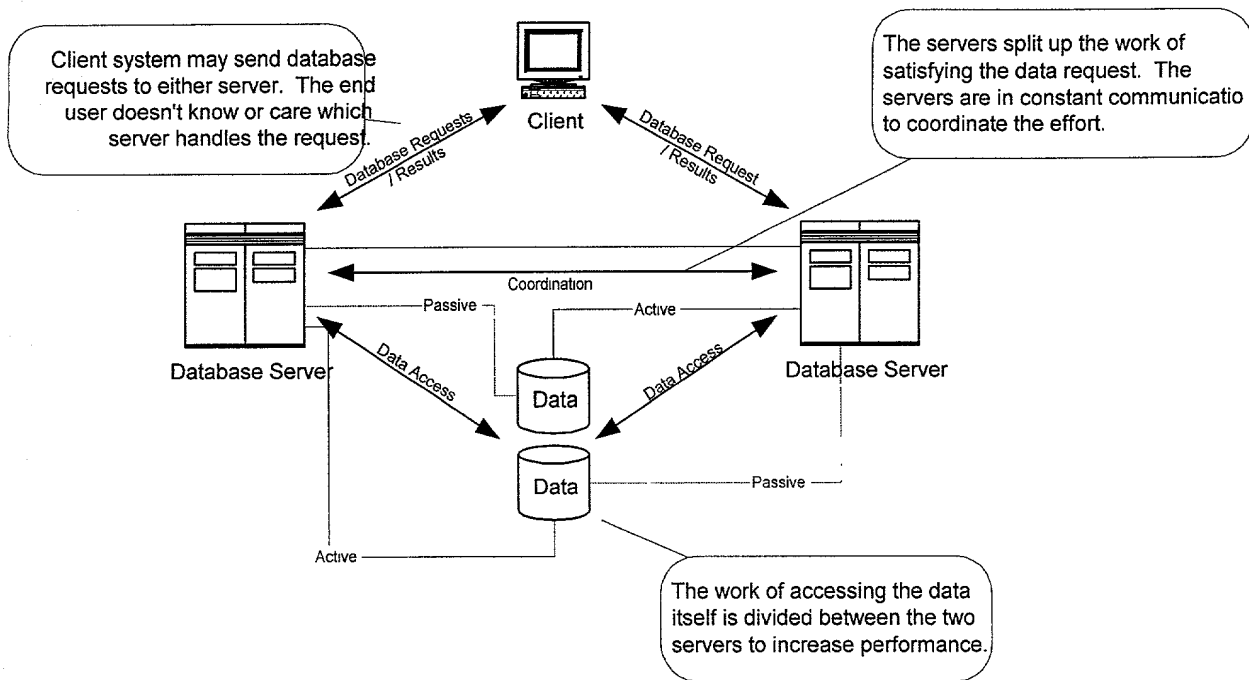 Client system may send database
requests to either server. The end
user doesn't know or care which
server handles the request.
Client
The servers split up the work of
satisfying the data request. The
servers are in constant communicatio
to coordinate the effort.
Database Requests
/ Results
Database Request
/ Results
Coordination
Passive
Active
Database Server
Database Server
Data Access
Data Access
Data
Data
Passive
Active
The work of accessing the data
itself is divided between the two
servers to increase performance.